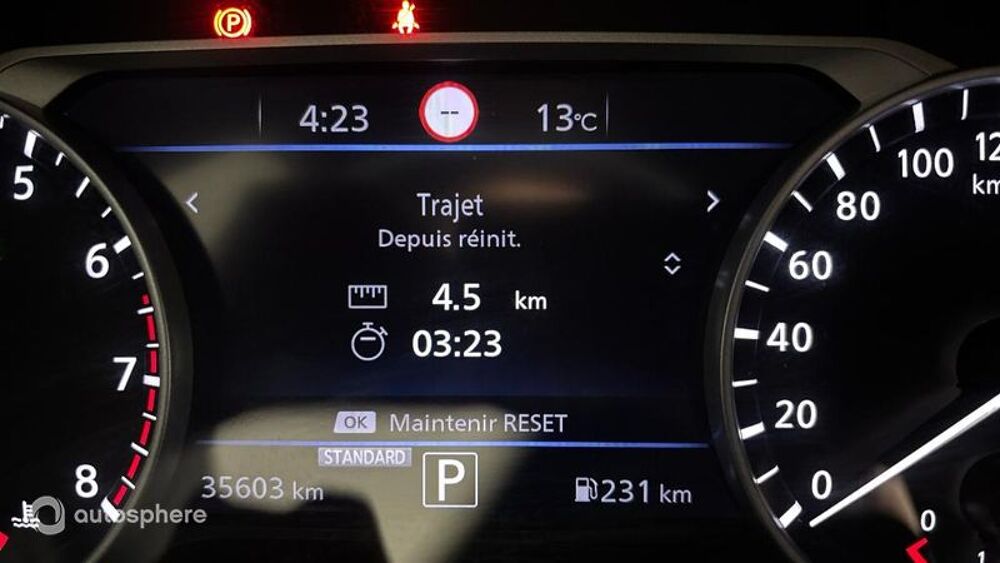 P
4:23 -- 13°C
Trajet
Depuis réinit.
4.5 km
03:23
OK Maintenir RESET
STANDARD
35603 km P 231 km
5
6
7
8
100
80
60
40
20
0
0
autosphere